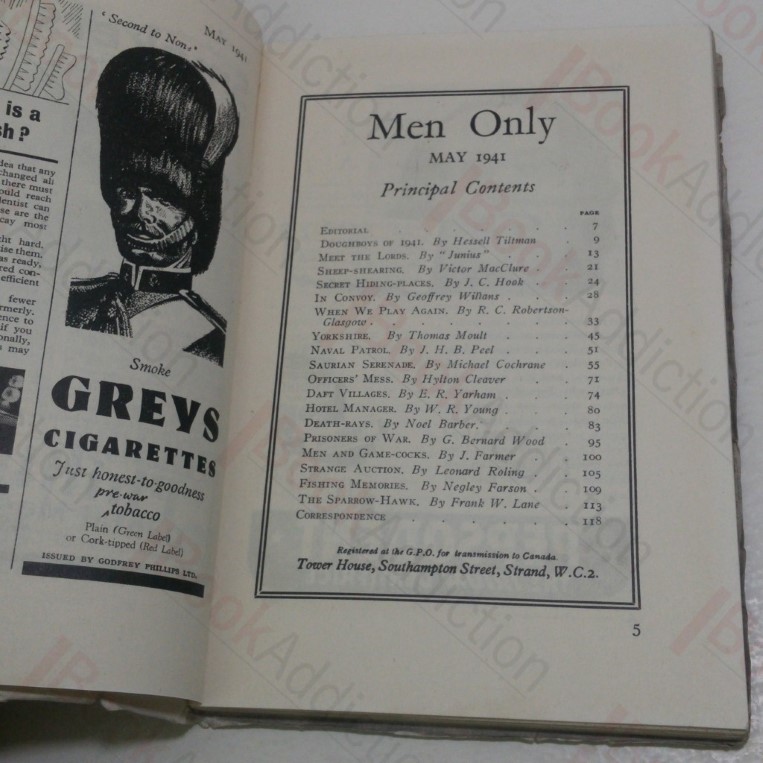 is a
sh?
dea that any
changed all
there must
ould reach
dentist can
se are the
cay most
ht hard.
ise them,
as ready,
red con-
efficient
fewer
rmerly.
ence to
if you
onally,
s may
'Second to None'
MAY 1941
Smoke
GREYS
CIGARETTES
Just honest-to-goodness
pre-war
tobacco
Plain (Green Label)
or Cork-tipped (Red Label)
ISSUED BY GODFREY PHILLIPS LTD.
Men Only
MAY 1941
Principal Contents
PAGE
EDITORIAL . . . . . . 7
DOUGHBOYS OF 1941. By Hessell Tiltman . 9
MEET THE LORDS. By "Junius" . . . 13
SHEEP-SHEARING. By Victor MacClure . . 21
SECRET HIDING-PLACES. By J. C. Hook . . 24
IN CONVOY. By Geoffrey Willans . . . 28
WHEN WE PLAY AGAIN. By R. C. Robertson-
Glasgow . . . . . . 33
YORKSHIRE. By Thomas Moult . . . 45
NAVAL PATROL. By J. H. B. Peel . . . 51
SAURIAN SERENADE. By Michael Cochrane . 55
OFFICERS' MESS. By Hylton Cleaver . . 71
DAFT VILLAGES. By E. R. Yarham . . . 74
HOTEL MANAGER. By W. R. Young . . . 80
DEATH-RAYS. By Noel Barber. . . . 83
PRISONERS OF WAR. By G. Bernard Wood . 95
MEN AND GAME-COCKS. By J. Farmer . . 100
STRANGE AUCTION. By Leonard Roling . . 105
FISHING MEMORIES. By Negley Farson . . 109
THE SPARROW-HAWK. By Frank W. Lane . . 113
CORRESPONDENCE . . . . . . 118
Registered at the G.P.O. for transmission to Canada.
Tower House, Southampton Street, Strand, W.C.2.
5
BookAddiction